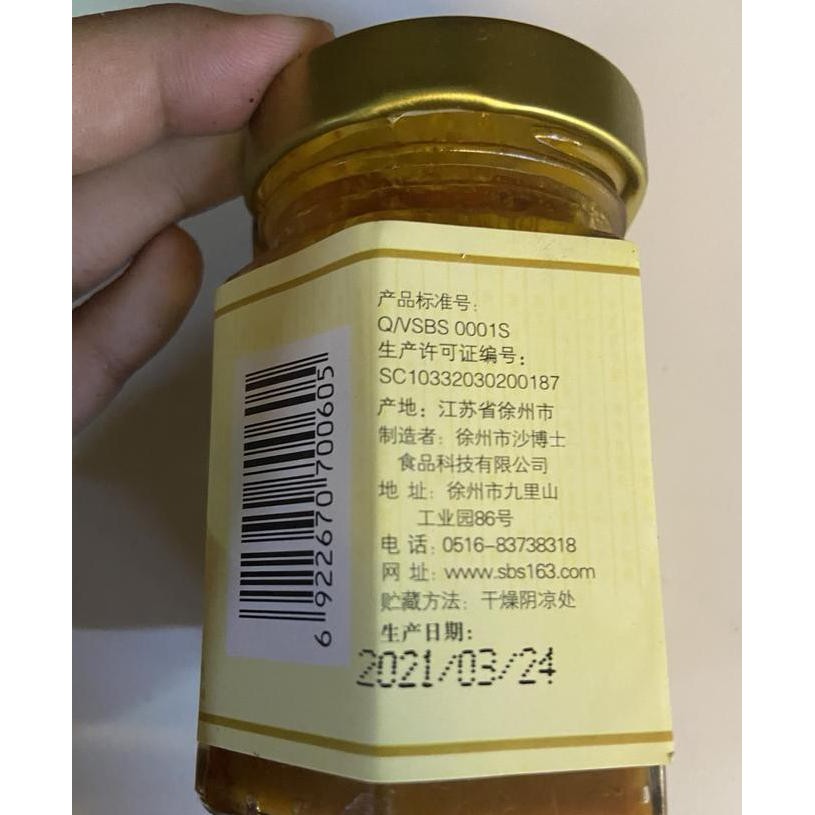 产品标准号:
Q/VSBS 0001S
生产许可证编号:
SC10332030200187
产地: 江苏省徐州市
制造者: 徐州市沙博士
食品科技有限公司
地 址: 徐州市九里山
工业园86号
电 话: 0516-83738318
网 址: www.sbs163.com
贮藏方法: 干燥阴凉处
生产日期:
2021/03/24
6 922670 700605